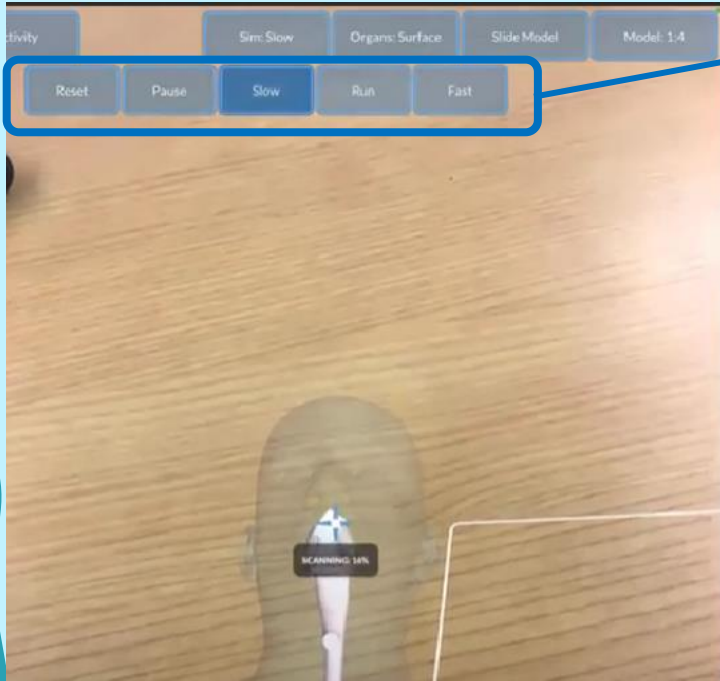 ctivity Sim: Slow Organs: Surface Slide Model Model: 1:4
Reset Pause Slow Run Fast
SCANNING: 16%